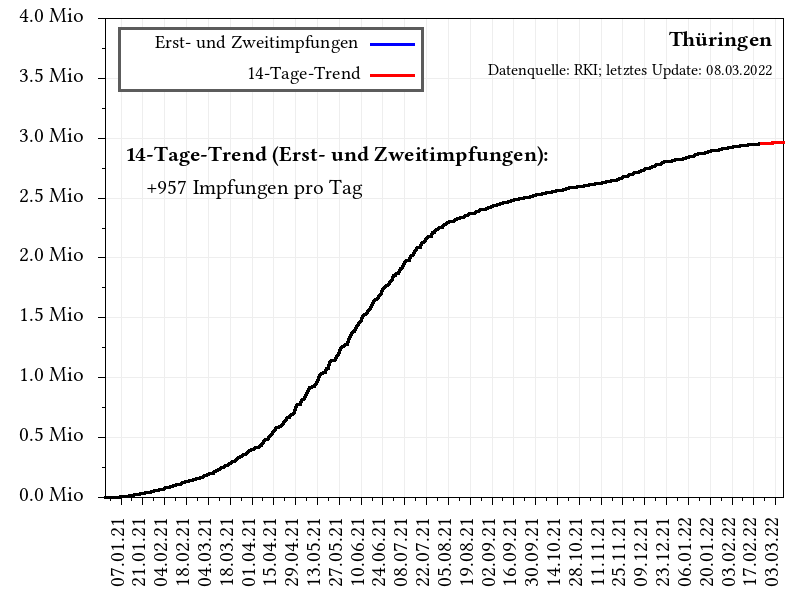 4.0 Mio
3.5 Mio
3.0 Mio
2.5 Mio
2.0 Mio
1.5 Mio
1.0 Mio
0.5 Mio
0.0 Mio
Erst- und Zweitimpfungen
14-Tage-Trend
Thüringen
Datenquelle: RKI; letztes Update: 08.03.2022
14-Tage-Trend (Erst- und Zweitimpfungen):
+957 Impfungen pro Tag
07.01.21
21.01.21
04.02.21
18.02.21
04.03.21
18.03.21
01.04.21
15.04.21
29.04.21
13.05.21
27.05.21
10.06.21
24.06.21
08.07.21
22.07.21
05.08.21
19.08.21
02.09.21
16.09.21
30.09.21
14.10.21
28.10.21
11.11.21
25.11.21
09.12.21
23.12.21
06.01.22
20.01.22
03.02.22
17.02.22
03.03.22